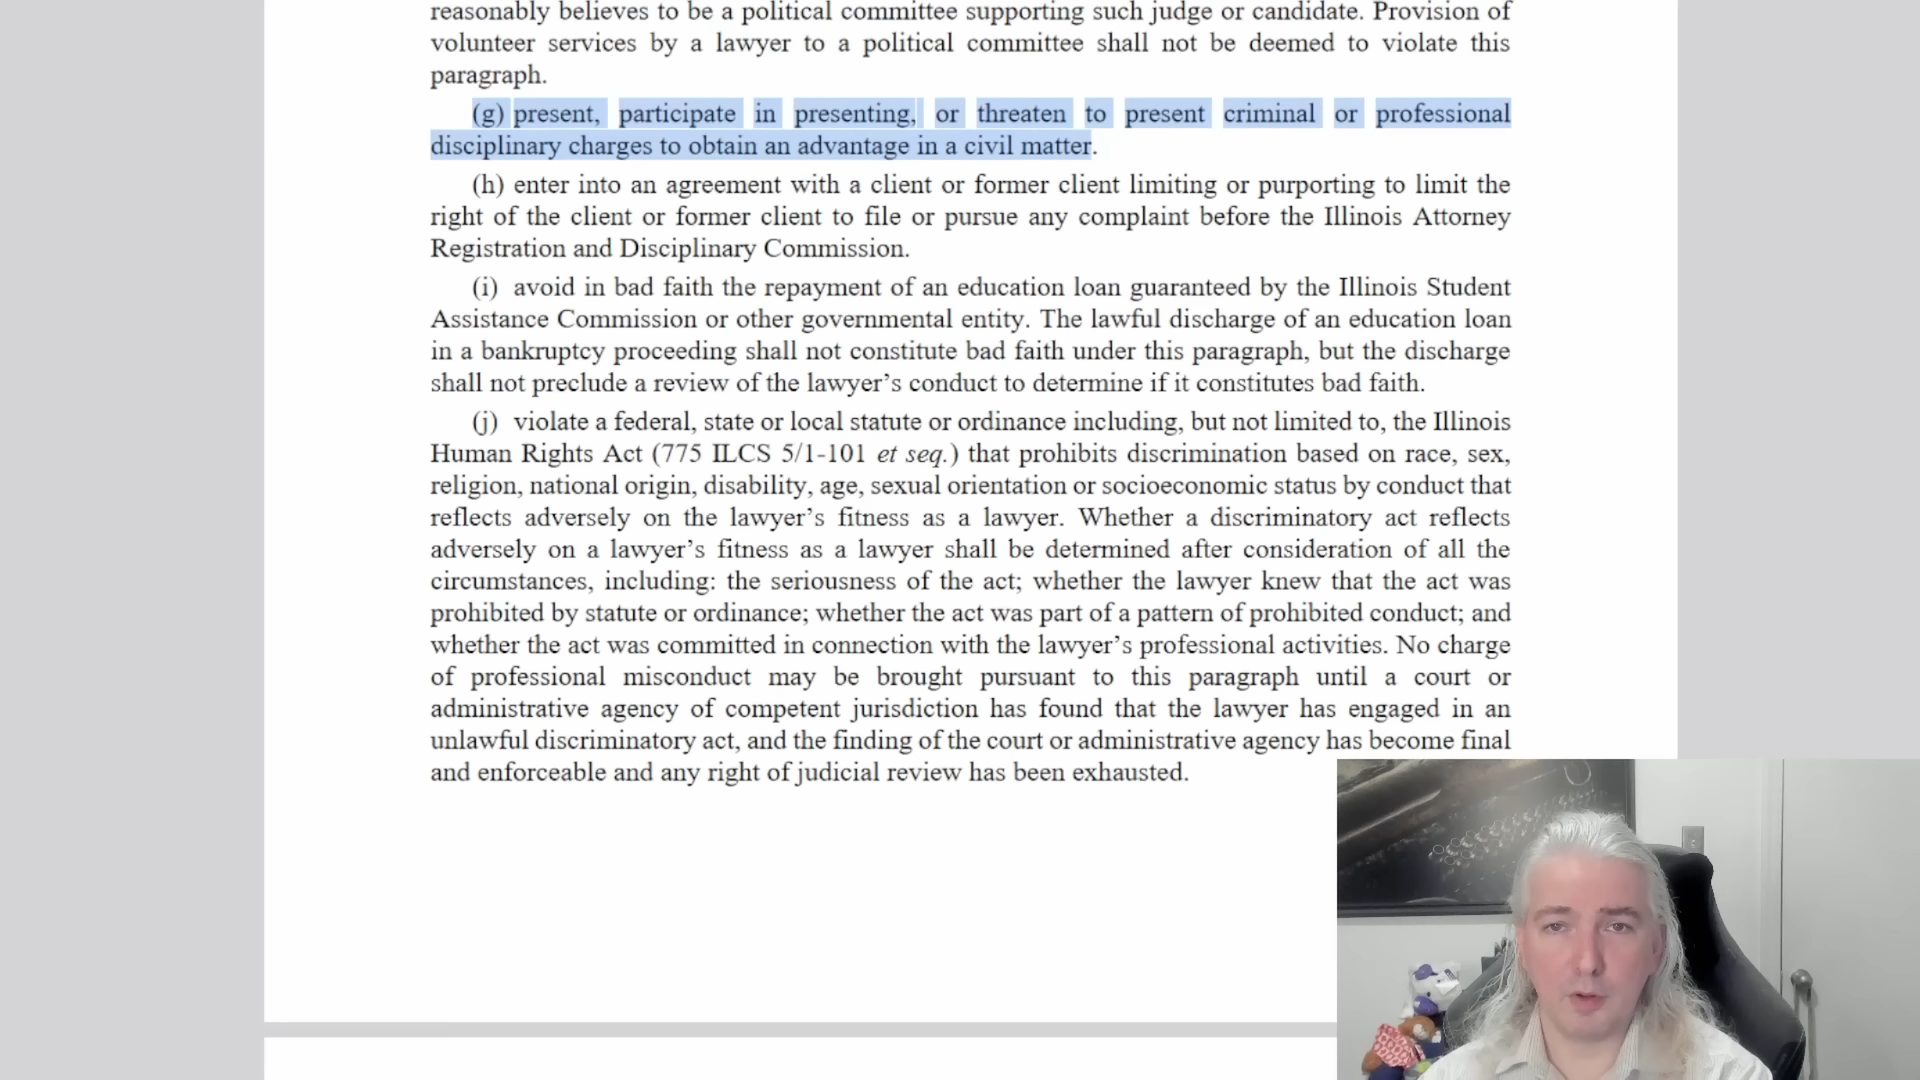 reasonably believes to be a political committee supporting such judge or candidate. Provision of
volunteer services by a lawyer to a political committee shall not be deemed to violate this
paragraph.
(g) present, participate in presenting, or threaten to present criminal or professional
disciplinary charges to obtain an advantage in a civil matter.
(h) enter into an agreement with a client or former client limiting or purporting to limit the
right of the client or former client to file or pursue any complaint before the Illinois Attorney
Registration and Disciplinary Commission.
(i) avoid in bad faith the repayment of an education loan guaranteed by the Illinois Student
Assistance Commission or other governmental entity. The lawful discharge of an education loan
in a bankruptcy proceeding shall not constitute bad faith under this paragraph, but the discharge
shall not preclude a review of the lawyer’s conduct to determine if it constitutes bad faith.
(j) violate a federal, state or local statute or ordinance including, but not limited to, the Illinois
Human Rights Act (775 ILCS 5/1-101 et seq.) that prohibits discrimination based on race, sex,
religion, national origin, disability, age, sexual orientation or socioeconomic status by conduct that
reflects adversely on the lawyer’s fitness as a lawyer. Whether a discriminatory act reflects
adversely on a lawyer’s fitness as a lawyer shall be determined after consideration of all the
circumstances, including: the seriousness of the act; whether the lawyer knew that the act was
prohibited by statute or ordinance; whether the act was part of a pattern of prohibited conduct; and
whether the act was committed in connection with the lawyer’s professional activities. No charge
of professional misconduct may be brought pursuant to this paragraph until a court or
administrative agency of competent jurisdiction has found that the lawyer has engaged in an
unlawful discriminatory act, and the finding of the court or administrative agency has become final
and enforceable and any right of judicial review has been exhausted.